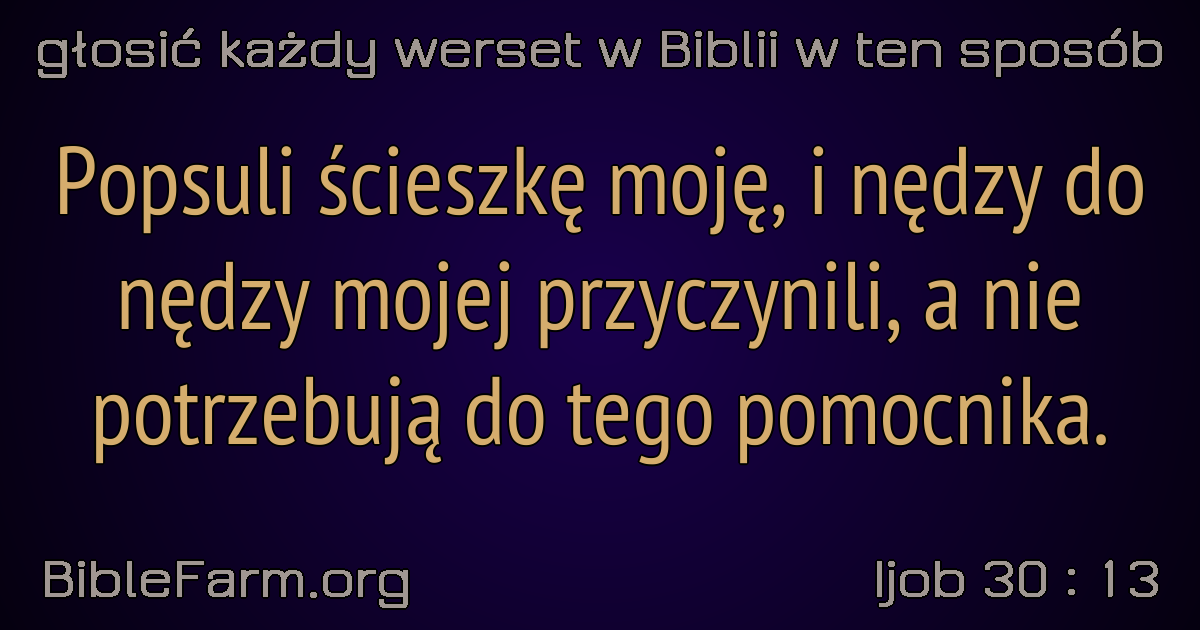 głosić każdy werset w Biblii w ten sposób
Popsuli ścieszkę moję, i nędzy do
nędzy mojej przyczynili, a nie
potrzebują do tego pomocnika.
BibleFarm.org
Ijob 30 : 13